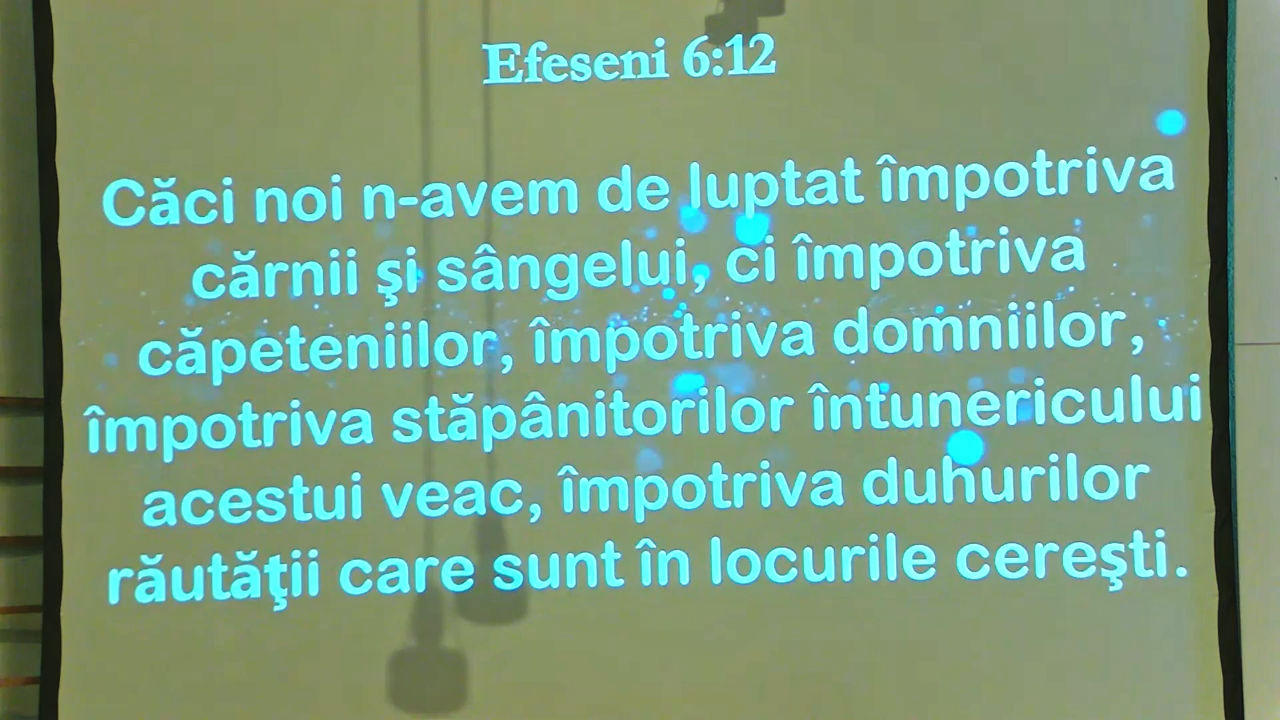 Efeseni 6:12
Căci noi n-avem de luptat împotriva
cărnii şi sângelui, ci împotriva
căpeteniilor, împotriva domniilor,
împotriva stăpânitorilor întunericului
acestui veac, împotriva duhurilor
răutăţii care sunt în locurile cereşti.